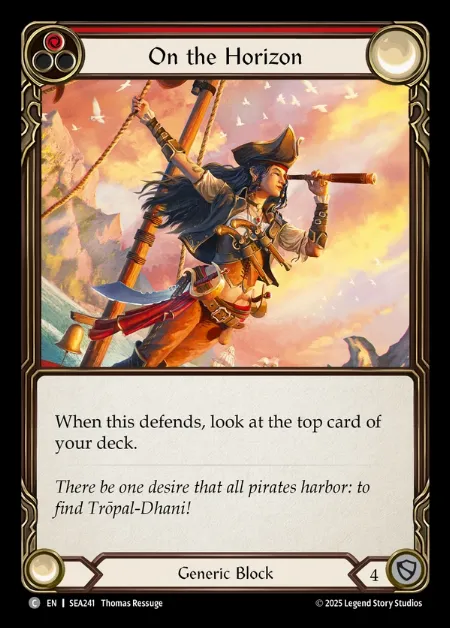 On the Horizon
When this defends, look at the top card of
your deck.
There be one desire that all pirates harbor: to
find Trōpal-Dhani!
Generic Block
4
C EN | SEA241 Thomas Ressuge
© 2025 Legend Story Studios